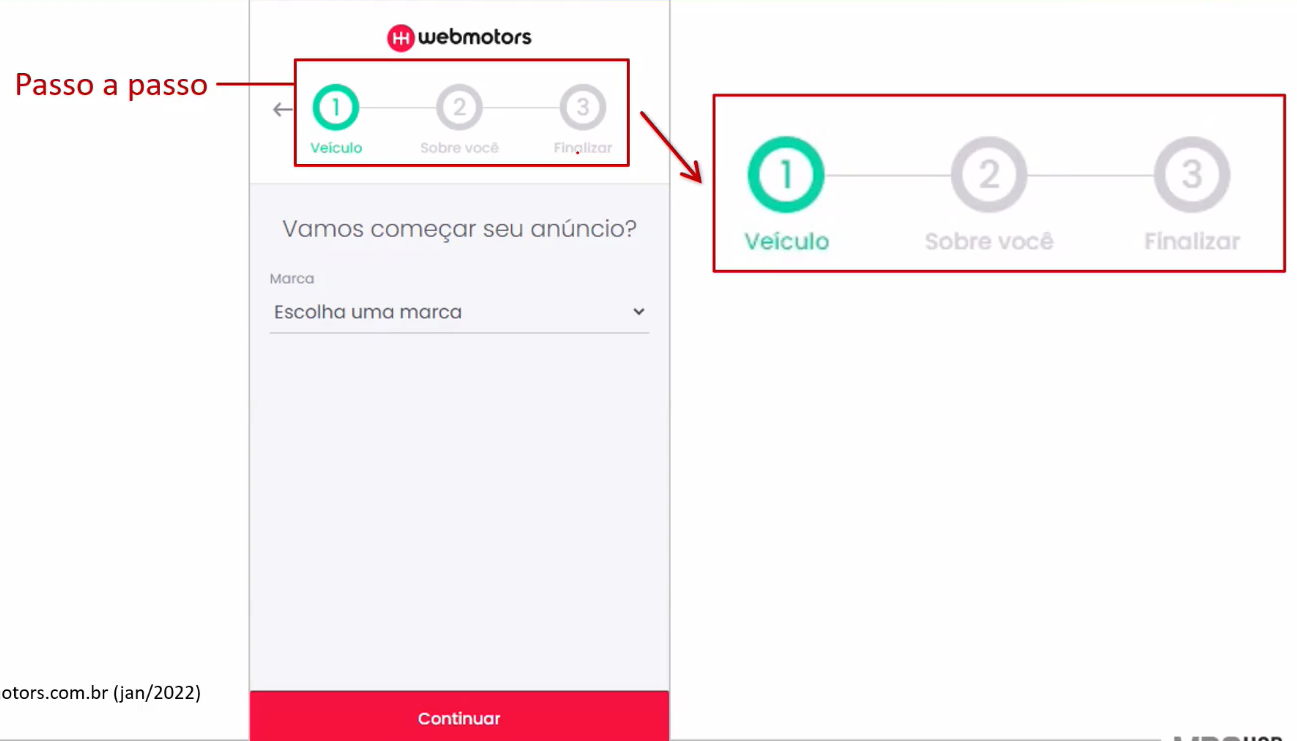 webmotors
Passo a passo
1
2
3
Veículo
Sobre você
Finalizar
1
2
3
Veículo
Sobre você
Finalizar
Vamos começar seu anúncio?
Marca
Escolha uma marca
otors.com.br (jan/2022)
Continuar